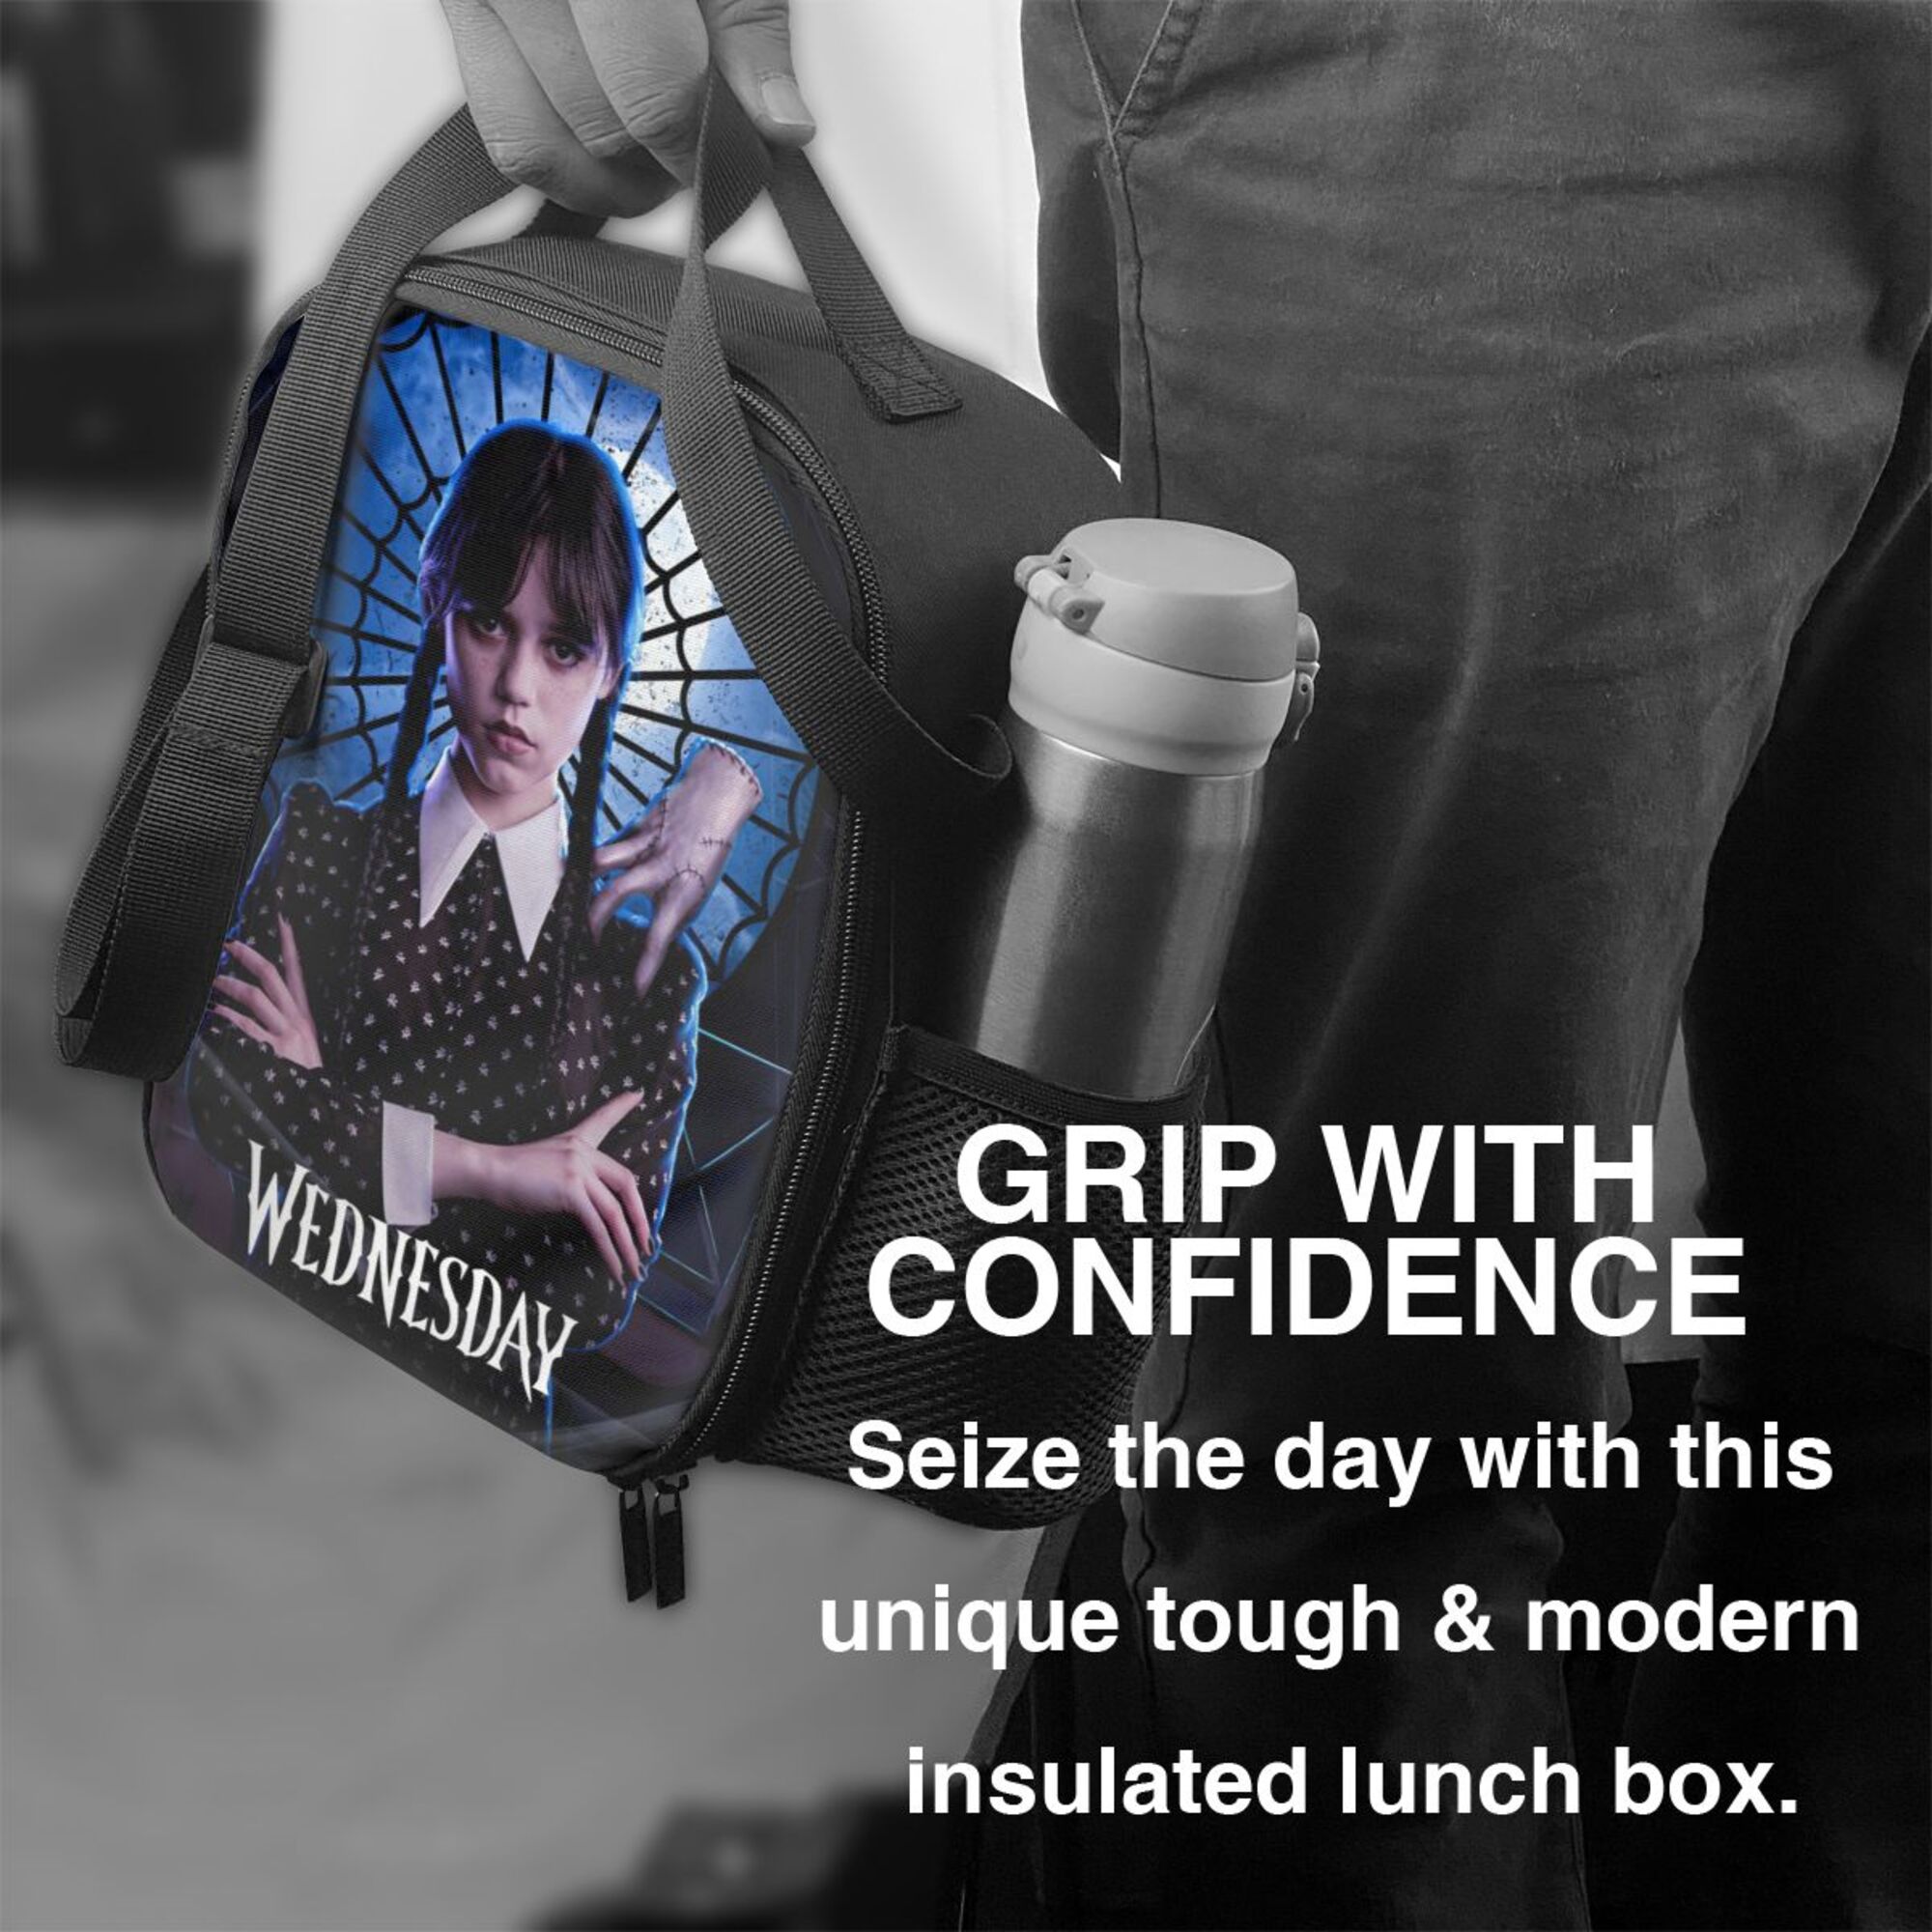 WEDNESDAY
GRIP WITH
CONFIDENCE
Seize the day with this
unique tough & modern
insulated lunch box.